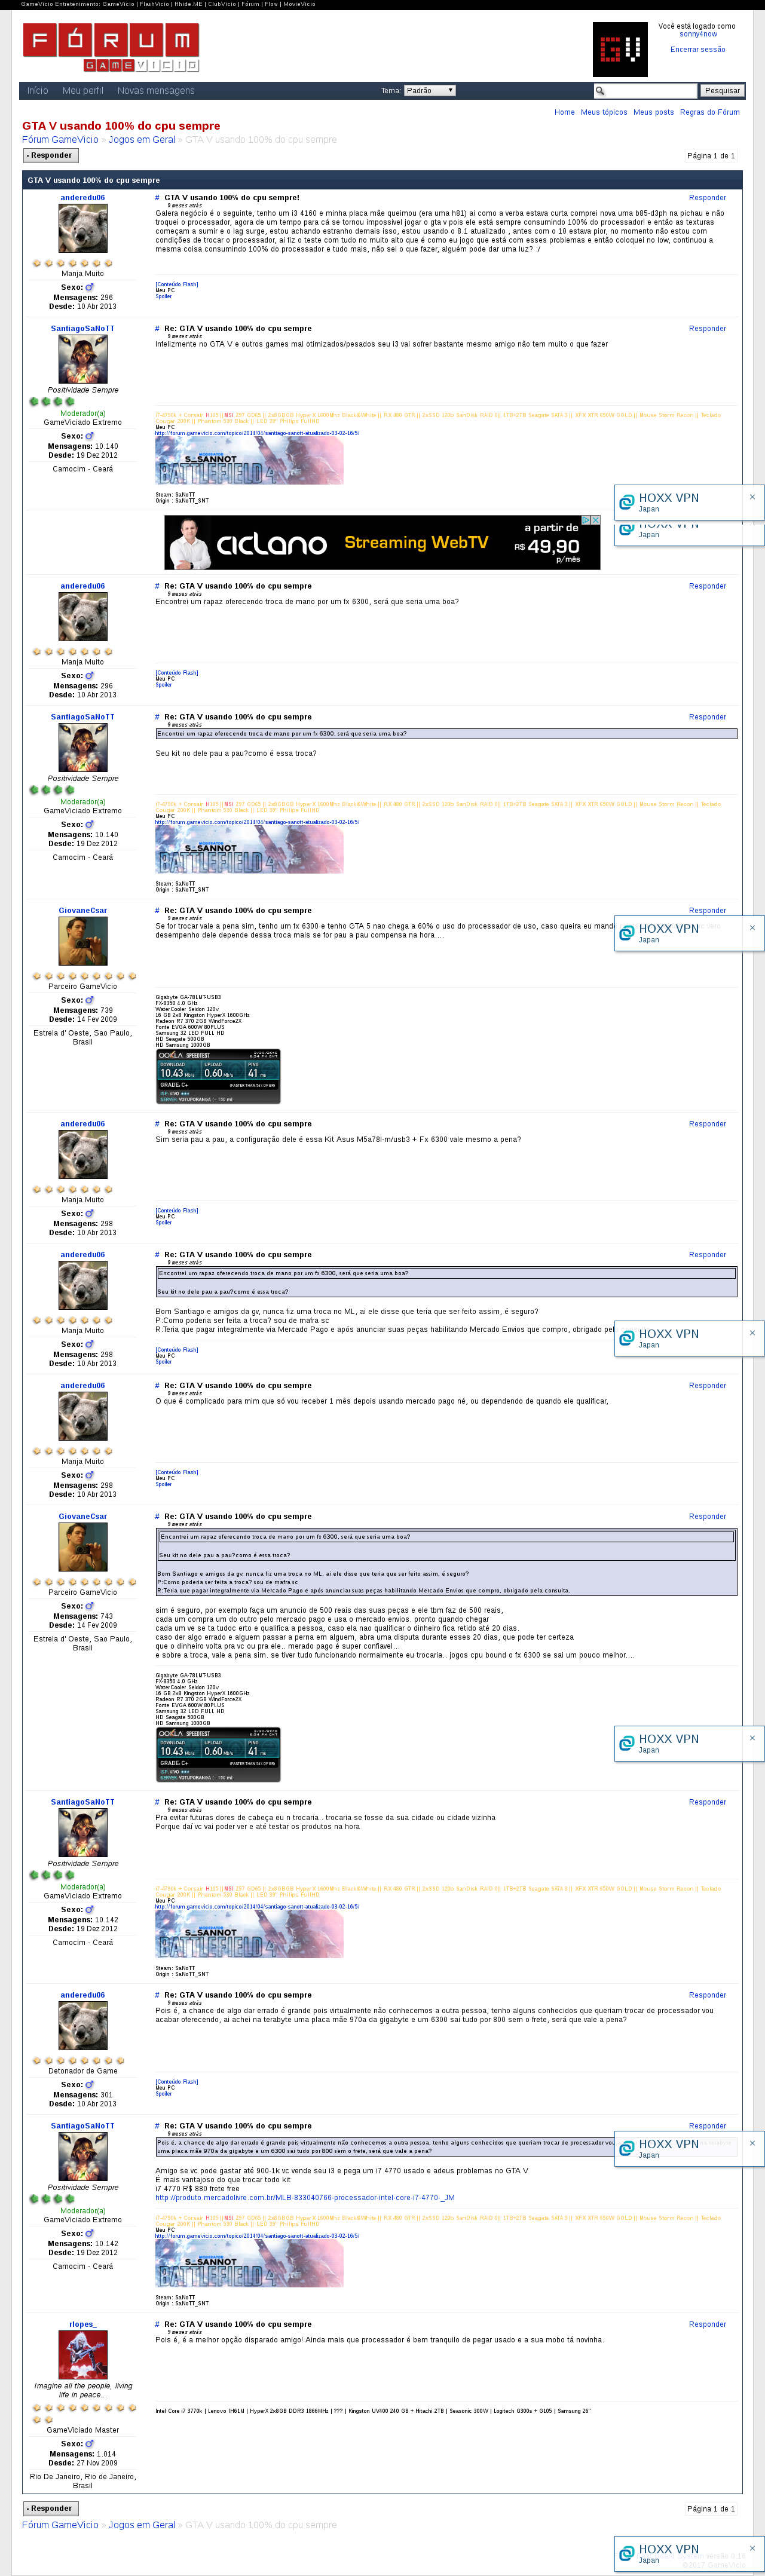 GameVicio Entretenimento: GameVicio | FlashVicio | Hhide.ME | ClubVicio | Fórum | Flow | MovieVicio
FÓRUM
GAMEVICIO
GV
Você está logado como
sonny4now
Encerrar sessão
Início Meu perfil Novas mensagens
Tema: Padrão
Pesquisar
Home Meus tópicos Meus posts Regras do Fórum
GTA V usando 100% do cpu sempre
Fórum GameVicio » Jogos em Geral » GTA V usando 100% do cpu sempre
Responder
Página 1 de 1
GTA V usando 100% do cpu sempre
anderedu06
Manja Muito
Sexo:
Mensagens: 296
Desde: 10 Abr 2013
# GTA V usando 100% do cpu sempre!
Responder
9 meses atrás
Galera negócio é o seguinte, tenho um i3 4160 e minha placa mãe queimou (era uma h81) ai como a verba estava curta comprei nova uma b85-d3ph na pichau e não
troquei o processador, agora de um tempo para cá se tornou impossivel jogar o gta v pois ele está sempre consumindo 100% do processador! e então as texturas
começam a sumir e o lag surge, estou achando estranho demais isso, estou usando o 8.1 atualizado , antes com o 10 estava pior, no momento não estou com
condições de trocar o processador, ai fiz o teste com tudo no muito alto que é como eu jogo que está com esses problemas e então coloquei no low, continuou a
mesma coisa consumindo 100% do processador e tudo mais, não sei o que fazer, alguém pode dar uma luz? :/
[Conteúdo Flash]
Meu PC
Spoiler
SantiagoSaNoTT
Positividade Sempre
Moderador(a)
GameViciado Extremo
Sexo:
Mensagens: 10.140
Desde: 19 Dez 2012
Camocim - Ceará
# Re: GTA V usando 100% do cpu sempre
Responder
9 meses atrás
Infelizmente no GTA V e outros games mal otimizados/pesados seu i3 vai sofrer bastante mesmo amigo não tem muito o que fazer
Meu PC
http://forum.gamevicio.com/topico/2014/04/santiago-sanott-atualizado-03-02-16/5/
S_SANNOT
BATTLEFIELD 4
Steam: SaNoTT
Origin : SaNoTT_SNT
HOXX VPN
Japan
HOXX VPN
Japan
ciclano
Streaming WebTV
a partir de
R$ 49,90
p/mês
anderedu06
Manja Muito
Sexo:
Mensagens: 296
Desde: 10 Abr 2013
# Re: GTA V usando 100% do cpu sempre
Responder
9 meses atrás
Encontrei um rapaz oferecendo troca de mano por um fx 6300, será que seria uma boa?
[Conteúdo Flash]
Meu PC
Spoiler
SantiagoSaNoTT
Positividade Sempre
Moderador(a)
GameViciado Extremo
Sexo:
Mensagens: 10.140
Desde: 19 Dez 2012
Camocim - Ceará
# Re: GTA V usando 100% do cpu sempre
Responder
9 meses atrás
Encontrei um rapaz oferecendo troca de mano por um fx 6300, será que seria uma boa?
Seu kit no dele pau a pau?como é essa troca?
Meu PC
http://forum.gamevicio.com/topico/2014/04/santiago-sanott-atualizado-03-02-16/5/
S_SANNOT
BATTLEFIELD 4
Steam: SaNoTT
Origin : SaNoTT_SNT
GiovaneCsar
Parceiro GameVicio
Sexo:
Mensagens: 739
Desde: 14 Fev 2009
Estrela d' Oeste, Sao Paulo,
Brasil
# Re: GTA V usando 100% do cpu sempre
Responder
9 meses atrás
Se for trocar vale a pena sim, tenho um fx 6300 e tenho GTA 5 nao chega a 60% o uso do processador de uso, caso queira eu mando
desempenho dele depende dessa troca mais se for pau a pau compensa na hora....
HOXX VPN
Japan
Gigabyte GA-78LMT-USB3
FX-8350 4.0 GHz
WaterCooler Seidon 120v
16 GB 2x8 Kingston HyperX 1600GHz
Radeon R7 370 2GB WindForce2X
Fonte EVGA 600W 80PLUS
Samsung 32 LED FULL HD
HD Seagate 500GB
HD Samsung 1000GB
OOKLA SPEEDTEST
DOWNLOAD UPLOAD PING
10.43 Mb/s 0.60 Mb/s 41 ms
GRADE: C+
ISP: VIVO
SERVER: VOTUPORANGA
anderedu06
Manja Muito
Sexo:
Mensagens: 298
Desde: 10 Abr 2013
# Re: GTA V usando 100% do cpu sempre
Responder
9 meses atrás
Sim seria pau a pau, a configuração dele é essa Kit Asus M5a78l-m/usb3 + Fx 6300 vale mesmo a pena?
[Conteúdo Flash]
Meu PC
Spoiler
anderedu06
Manja Muito
Sexo:
Mensagens: 298
Desde: 10 Abr 2013
# Re: GTA V usando 100% do cpu sempre
Responder
9 meses atrás
Encontrei um rapaz oferecendo troca de mano por um fx 6300, será que seria uma boa?
Seu kit no dele pau a pau?como é essa troca?
Bom Santiago e amigos da gv, nunca fiz uma troca no ML, ai ele disse que teria que ser feito assim, é seguro?
P:Como poderia ser feita a troca? sou de mafra sc
R:Teria que pagar integralmente via Mercado Pago e após anunciar suas peças habilitando Mercado Envios que compro, obrigado pel
HOXX VPN
Japan
[Conteúdo Flash]
Meu PC
Spoiler
anderedu06
Manja Muito
Sexo:
Mensagens: 298
Desde: 10 Abr 2013
# Re: GTA V usando 100% do cpu sempre
Responder
9 meses atrás
O que é complicado para mim que só vou receber 1 mês depois usando mercado pago né, ou dependendo de quando ele qualificar,
[Conteúdo Flash]
Meu PC
Spoiler
GiovaneCsar
Parceiro GameVicio
Sexo:
Mensagens: 743
Desde: 14 Fev 2009
Estrela d' Oeste, Sao Paulo,
Brasil
# Re: GTA V usando 100% do cpu sempre
Responder
9 meses atrás
Encontrei um rapaz oferecendo troca de mano por um fx 6300, será que seria uma boa?
Seu kit no dele pau a pau?como é essa troca?
Bom Santiago e amigos da gv, nunca fiz uma troca no ML, ai ele disse que teria que ser feito assim, é seguro?
P:Como poderia ser feita a troca? sou de mafra sc
R:Teria que pagar integralmente via Mercado Pago e após anunciar suas peças habilitando Mercado Envios que compro, obrigado pela consulta.
sim é seguro, por exemplo faça um anuncio de 500 reais das suas peças e ele tbm faz de 500 reais,
cada um compra um do outro pelo mercado pago e com mercado envios. pronto quando chegar
cada um ve se ta tudoc erto e qualifica a pessoa, caso ela nao qualificar o dinheiro fica retido até 20 dias.
caso der algo errado e alguem passar a perna em alguem, abra uma disputa durante esses 20 dias, que pode ter certeza
que o dinheiro volta pra vc ou pra ele.. merado pago é super confiavel...
e sobre a troca, vale a pena sim. se tiver tudo funcionando normalmente eu trocaria.. jogos cpu bound o fx 6300 se sai um pouco melhor....
Gigabyte GA-78LMT-USB3
FX-8350 4.0 GHz
WaterCooler Seidon 120v
16 GB 2x8 Kingston HyperX 1600GHz
Radeon R7 370 2GB WindForce2X
Fonte EVGA 600W 80PLUS
Samsung 32 LED FULL HD
HD Seagate 500GB
HD Samsung 1000GB
OOKLA SPEEDTEST
DOWNLOAD UPLOAD PING
10.43 Mb/s 0.60 Mb/s 41 ms
GRADE: C+
ISP: VIVO
SERVER: VOTUPORANGA
HOXX VPN
Japan
SantiagoSaNoTT
Positividade Sempre
Moderador(a)
GameViciado Extremo
Sexo:
Mensagens: 10.142
Desde: 19 Dez 2012
Camocim - Ceará
# Re: GTA V usando 100% do cpu sempre
Responder
9 meses atrás
Pra evitar futuras dores de cabeça eu n trocaria.. trocaria se fosse da sua cidade ou cidade vizinha
Porque daí vc vai poder ver e até testar os produtos na hora
Meu PC
http://forum.gamevicio.com/topico/2014/04/santiago-sanott-atualizado-03-02-16/5/
S_SANNOT
BATTLEFIELD 4
Steam: SaNoTT
Origin : SaNoTT_SNT
anderedu06
Detonador de Game
Sexo:
Mensagens: 301
Desde: 10 Abr 2013
# Re: GTA V usando 100% do cpu sempre
Responder
9 meses atrás
Pois é, a chance de algo dar errado é grande pois virtualmente não conhecemos a outra pessoa, tenho alguns conhecidos que queriam trocar de processador vou
acabar oferecendo, ai achei na terabyte uma placa mãe 970a da gigabyte e um 6300 sai tudo por 800 sem o frete, será que vale a pena?
[Conteúdo Flash]
Meu PC
Spoiler
SantiagoSaNoTT
Positividade Sempre
Moderador(a)
GameViciado Extremo
Sexo:
Mensagens: 10.142
Desde: 19 Dez 2012
Camocim - Ceará
# Re: GTA V usando 100% do cpu sempre
Responder
9 meses atrás
Pois é, a chance de algo dar errado é grande pois virtualmente não conhecemos a outra pessoa, tenho alguns conhecidos que queriam trocar de processador vou
uma placa mãe 970a da gigabyte e um 6300 sai tudo por 800 sem o frete, será que vale a pena?
HOXX VPN
Japan
Amigo se vc pode gastar até 900-1k vc vende seu i3 e pega um i7 4770 usado e adeus problemas no GTA V
É mais vantajoso do que trocar todo kit
i7 4770 R$ 880 frete free
http://produto.mercadolivre.com.br/MLB-833040766-processador-intel-core-i7-4770-_JM
Meu PC
http://forum.gamevicio.com/topico/2014/04/santiago-sanott-atualizado-03-02-16/5/
S_SANNOT
BATTLEFIELD 4
Steam: SaNoTT
Origin : SaNoTT_SNT
rlopes_
Imagine all the people, living
life in peace...
GameViciado Master
Sexo:
Mensagens: 1.014
Desde: 27 Nov 2009
Rio De Janeiro, Rio de Janeiro,
Brasil
# Re: GTA V usando 100% do cpu sempre
Responder
9 meses atrás
Pois é, é a melhor opção disparado amigo! Ainda mais que processador é bem tranquilo de pegar usado e a sua mobo tá novinha.
Intel Core i7 3770k | Lenovo IH61M | HyperX 2x8GB DDR3 1866MHz | ??? | Kingston UV400 240 GB + Hitachi 2TB | Seasonic 300W | Logitech G300s + G105 | Samsung 26"
Responder
Página 1 de 1
Fórum GameVicio » Jogos em Geral » GTA V usando 100% do cpu sempre
HOXX VPN
Japan